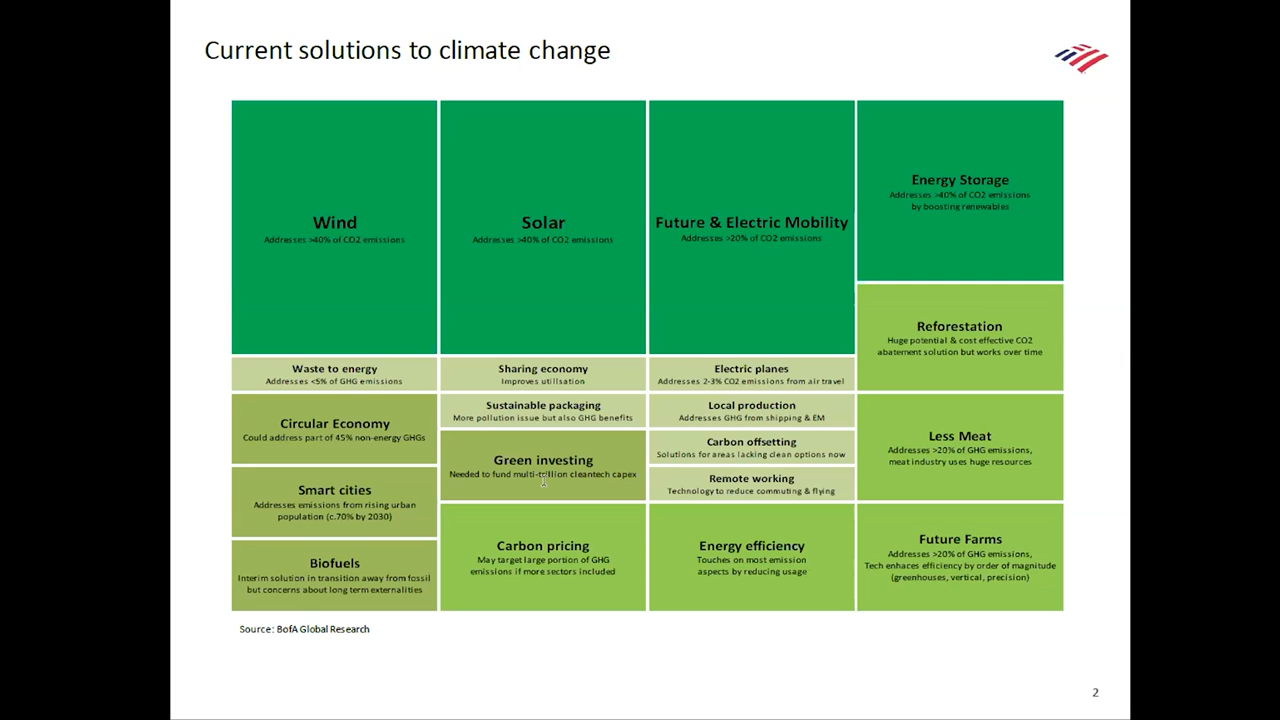 Current solutions to climate change
Wind
Addresses >40% of CO2 emissions
Solar
Addresses >40% of CO2 emissions
Future & Electric Mobility
Addresses >20% of CO2 emissions
Energy Storage
Addresses >40% of CO2 emissions
by boosting renewables
Reforestation
Huge potential & cost effective CO2
abatement solution but works over time
Waste to energy
Addresses <5% of GHG emissions
Sharing economy
Improves utilisation
Electric planes
Addresses 2-3% CO2 emissions from air travel
Circular Economy
Could address part of 45% non-energy GHGs
Sustainable packaging
More pollution issue but also GHG benefits
Local production
Addresses GHG from shipping & EM
Less Meat
Addresses >20% of GHG emissions,
meat industry uses huge resources
Green investing
Needed to fund multi-trillion cleantech capex
Carbon offsetting
Solutions for areas lacking clean options now
Smart cities
Addresses emissions from rising urban
population (c.70% by 2030)
Remote working
Technology to reduce commuting & flying
Biofuels
Interim solution in transition away from fossil
but concerns about long term externalities
Carbon pricing
May target large portion of GHG
emissions if more sectors included
Energy efficiency
Touches on most emission
aspects by reducing usage
Future Farms
Addresses >20% of GHG emissions,
Tech enhaces efficiency by order of magnitude
(greenhouses, vertical, precision)
Source: BofA Global Research
2